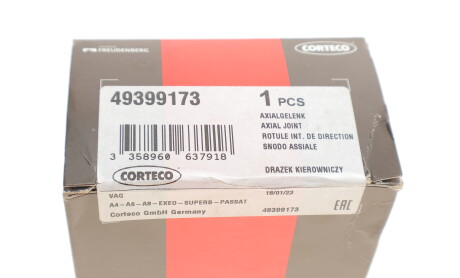 FREUDENBERG
CORTECO
49399173
1 PCS
AXIALGELENK
AXIAL JOINT
ROTULE INT. DE DIRECTION
SNODO ASSIALE
3 358960 637918
CORTECO
DRAZEK KIEROWNICZY
VAG
18/01/23
A4-A6-A8-EXEO-SUPERB-PASSAT
Corteco GmbH Germany
49399173
EAC